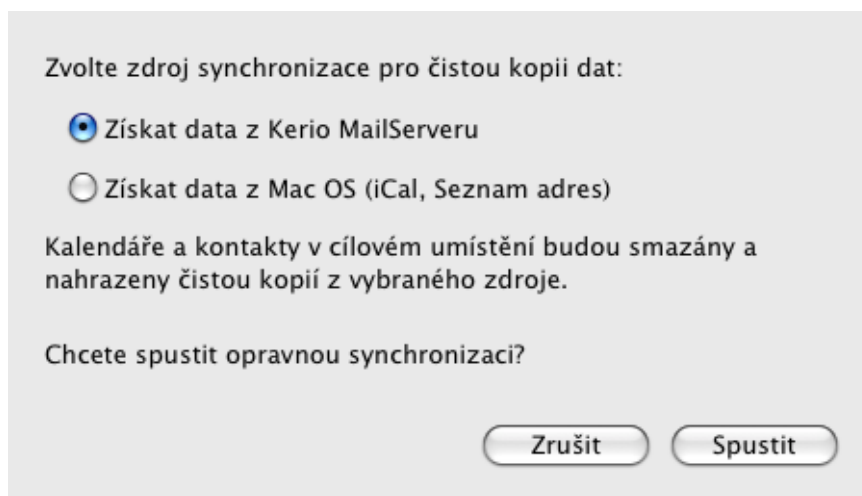 Zvolte zdroj synchronizace pro čistou kopii dat:
Získat data z Kerio MailServeru
Získat data z Mac OS (iCal, Seznam adres)
Kalendáře a kontakty v cílovém umístění budou smazány a
nahrazeny čistou kopií z vybraného zdroje.
Chcete spustit opravnou synchronizaci?
Zrušit Spustit